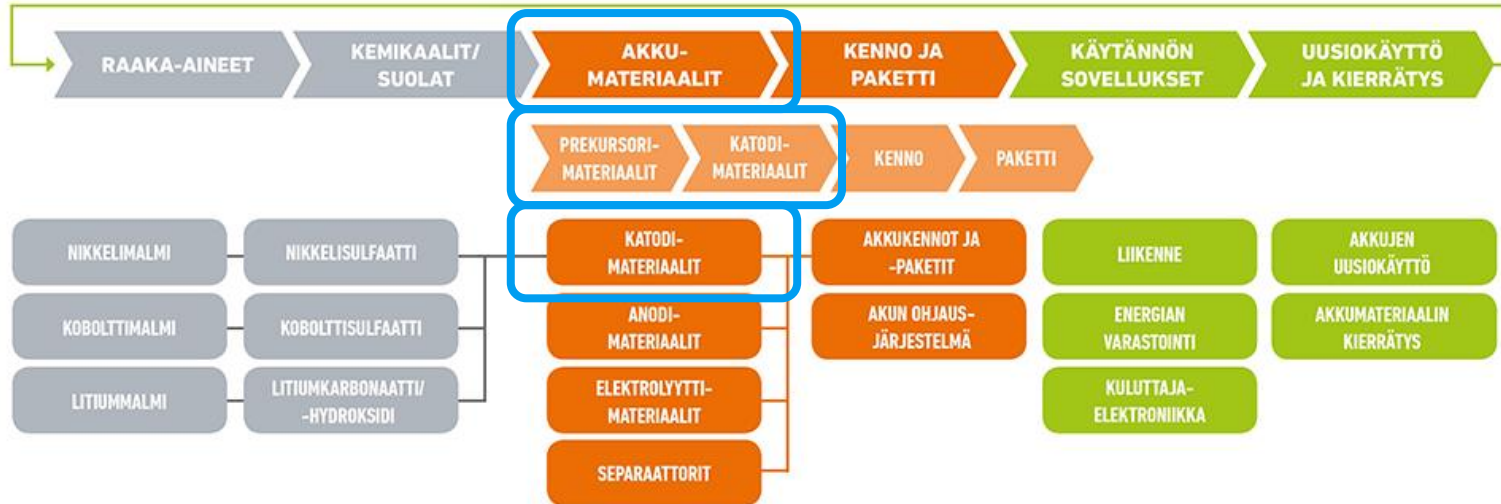 RAAKA-AINEET
KEMIKAALIT/
SUOLAT
AKKU-
MATERIAALIT
KENNO JA
PAKETTI
KÄYTÄNNÖN
SOVELLUKSET
UUSIOKÄYTTÖ
JA KIERRÄTYS
PREKURSORI-
MATERIAALIT
KATODI-
MATERIAALIT
KENNO
PAKETTI
NIKKELIMALMI
NIKKELISULFAATTI
KATODI-
MATERIAALIT
AKKUKENNOT JA
-PAKETIT
LIIKENNE
AKKUJEN
UUSIOKÄYTTÖ
KOBOLTTIMALMI
KOBOLTTISULFAATTI
ANODI-
MATERIAALIT
AKUN OHJAUS-
JÄRJESTELMÄ
ENERGIAN
VARASTOINTI
AKKUMATERIAALIN
KIERRÄTYS
LITIUMMALMI
LITIUMKARBONAATTI/
-HYDROKSIDI
ELEKTROLYYTTI-
MATERIAALIT
KULUTTAJA-
ELEKTRONIIKKA
SEPARAATTORIT